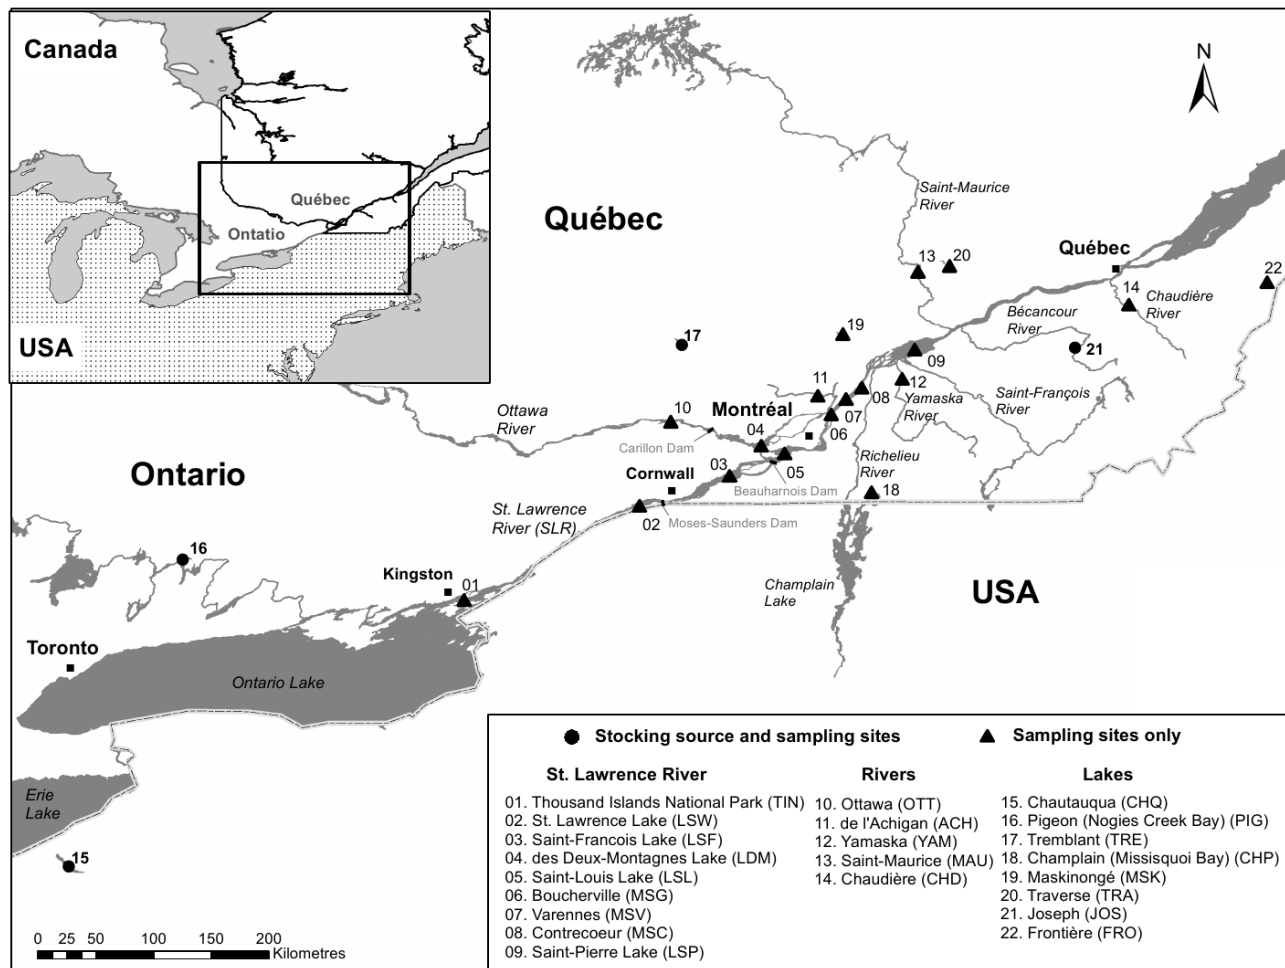 Canada
Québec
Ontatio
USA
N
Québec
Saint-Maurice
River
13
20
Québec
22
14
Chaudière
River
Bécancour
River
21
19
17
09
11
12
Yamaska
River
Saint-François
River
08
07
06
Montréal
10
Ottawa
River
Carillon Dam
04
05
03
Cornwall
Beauharnois Dam
Richelieu
River
18
Ontario
St. Lawrence
River (SLR)
02
Moses-Saunders Dam
16
Kingston
01
Champlain
Lake
USA
Toronto
Ontario Lake
Erie
Lake
15
0 25 50 100 150 200
Kilometres
Stocking source and sampling sites
Sampling sites only
St. Lawrence River
01. Thousand Islands National Park (TIN)
02. St. Lawrence Lake (LSW)
03. Saint-Francois Lake (LSF)
04. des Deux-Montagnes Lake (LDM)
05. Saint-Louis Lake (LSL)
06. Boucherville (MSG)
07. Varennes (MSV)
08. Contrecoeur (MSC)
09. Saint-Pierre Lake (LSP)
Rivers
10. Ottawa (OTT)
11. de l'Achigan (ACH)
12. Yamaska (YAM)
13. Saint-Maurice (MAU)
14. Chaudière (CHD)
Lakes
15. Chautauqua (CHQ)
16. Pigeon (Nogies Creek Bay) (PIG)
17. Tremblant (TRE)
18. Champlain (Missisquoi Bay) (CHP)
19. Maskinongé (MSK)
20. Traverse (TRA)
21. Joseph (JOS)
22. Frontière (FRO)